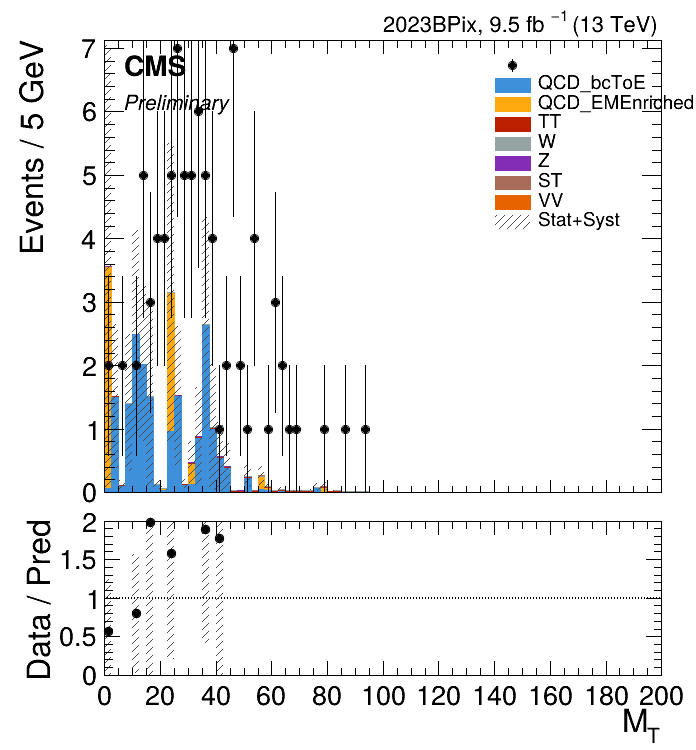 2023BPix, 9.5 fb⁻¹ (13 TeV)
CMS
Preliminary
Events / 5 GeV
7
6
5
4
3
2
1
0
QCD_bcToE
QCD_EMEnriched
TT
W
Z
ST
VV
Stat+Syst
Data / Pred
2
1.5
1
0.5
0
0 20 40 60 80 100 120 140 160 180 200
M_T